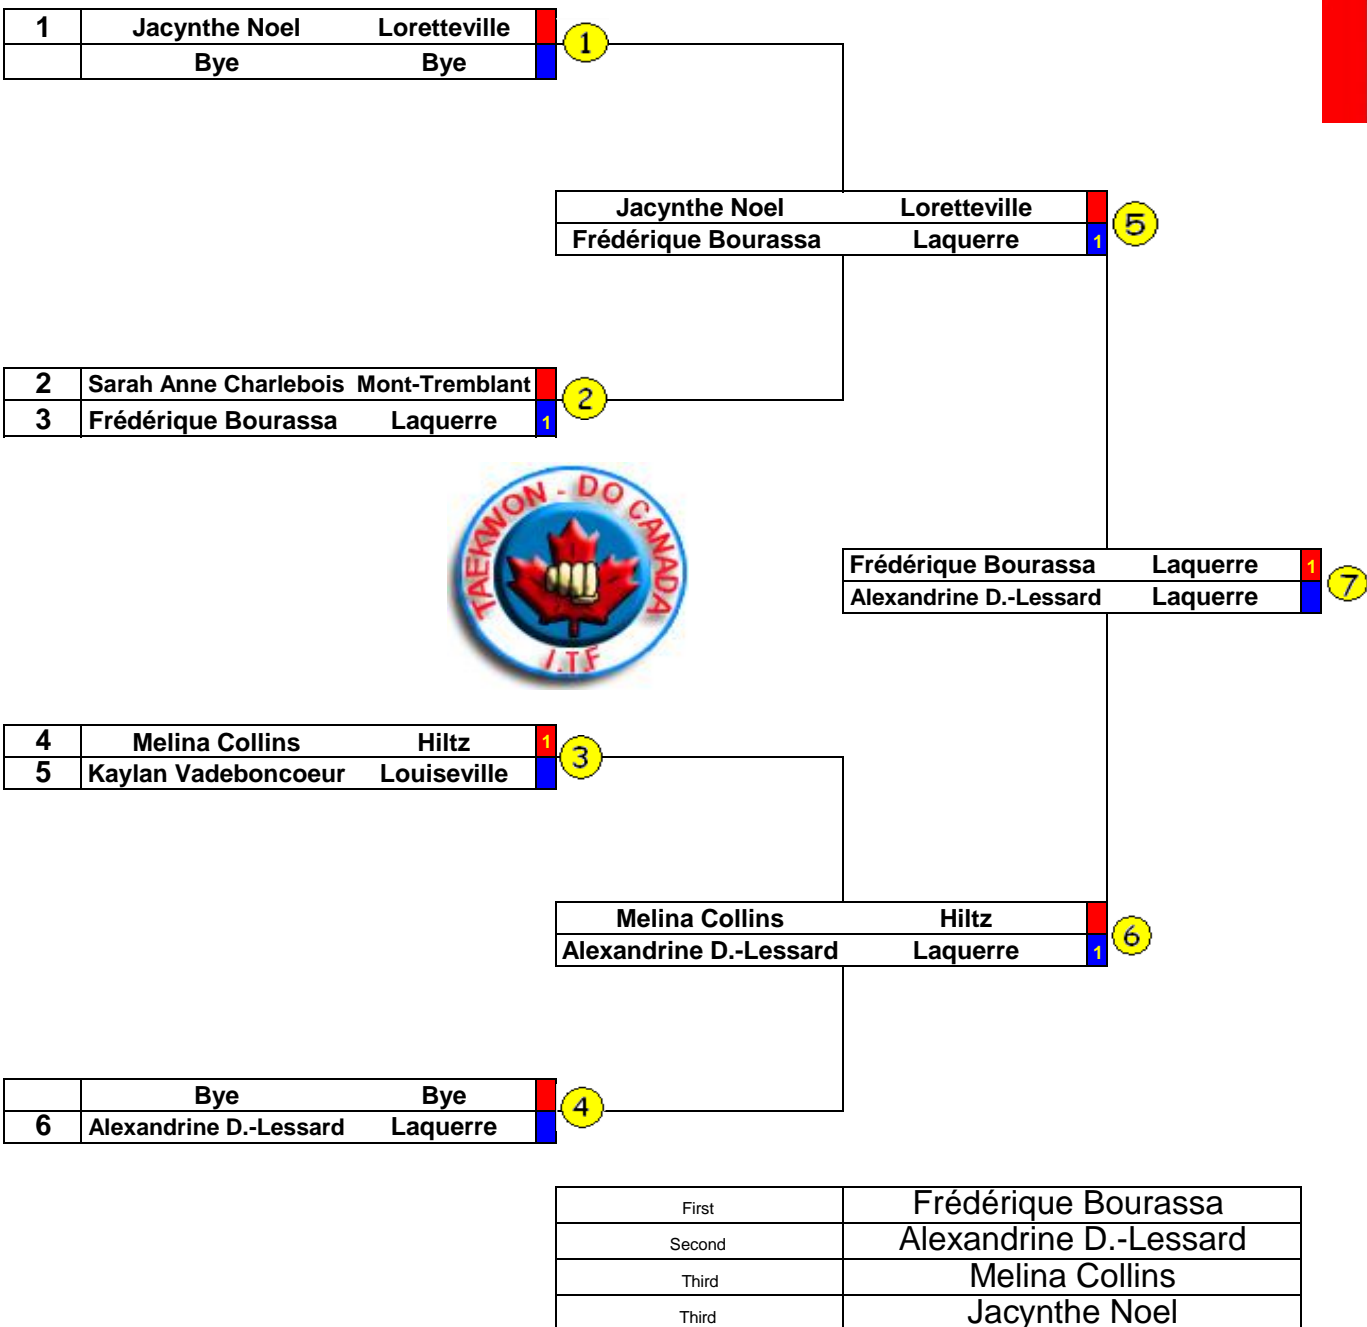 1 Jacynthe Noel Loretteville
1
Bye Bye
Jacynthe Noel Loretteville
5
Frédérique Bourassa Laquerre 1
2 Sarah Anne Charlebois Mont-Tremblant
2
3 Frédérique Bourassa Laquerre 1
TAEKWON - DO CANADA
I.T.F
Frédérique Bourassa Laquerre 1
7
Alexandrine D.-Lessard Laquerre
4 Melina Collins Hiltz 1
3
5 Kaylan Vadeboncoeur Louiseville
Melina Collins Hiltz
6
Alexandrine D.-Lessard Laquerre 1
Bye Bye
4
6 Alexandrine D.-Lessard Laquerre
First Frédérique Bourassa
Second Alexandrine D.-Lessard
Third Melina Collins
Third Jacynthe Noel